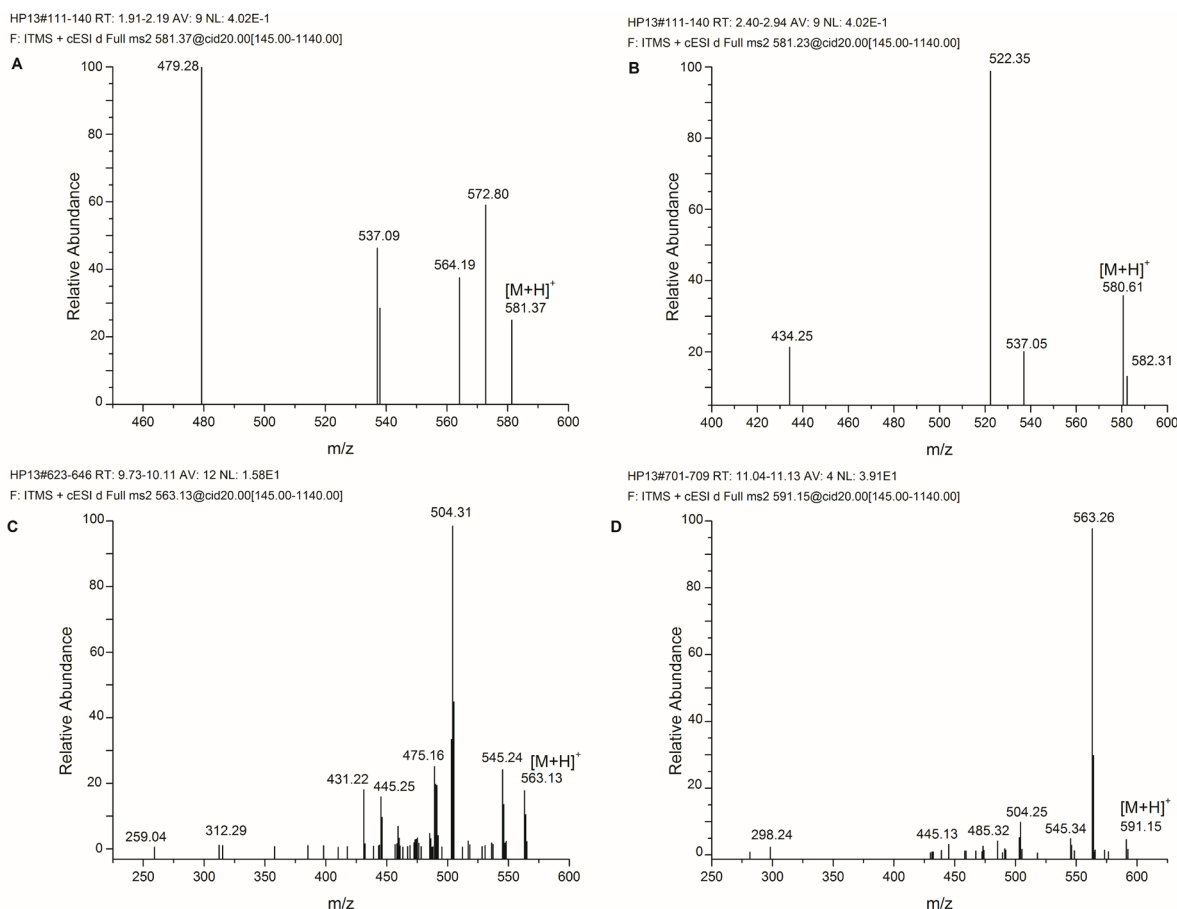 HP13#111-140 RT: 1.91-2.19 AV: 9 NL: 4.02E-1
F: ITMS + cESI d Full ms2 581.37@cid20.00[145.00-1140.00]
A
Relative Abundance
100
80
60
40
20
0
479.28
537.09
564.19
572.80
[M+H]+
581.37
460 480 500 520 540 560 580 600
m/z
HP13#111-140 RT: 2.40-2.94 AV: 9 NL: 4.02E-1
F: ITMS + cESI d Full ms2 581.23@cid20.00[145.00-1140.00]
B
Relative Abundance
100
80
60
40
20
434.25
522.35
537.05
[M+H]+
580.61
582.31
400 420 440 460 480 500 520 540 560 580 600
m/z
HP13#623-646 RT: 9.73-10.11 AV: 12 NL: 1.58E1
F: ITMS + cESI d Full ms2 563.13@cid20.00[145.00-1140.00]
C
Relative Abundance
100
80
60
40
20
0
259.04
312.29
431.22
445.25
475.16
504.31
545.24
[M+H]+
563.13
250 300 350 400 450 500 550 600
m/z
HP13#701-709 RT: 11.04-11.13 AV: 4 NL: 3.91E1
F: ITMS + cESI d Full ms2 591.15@cid20.00[145.00-1140.00]
D
Relative Abundance
100
80
60
40
20
0
298.24
445.13
485.32
504.25
545.34
563.26
[M+H]+
591.15
250 300 350 400 450 500 550 600
m/z